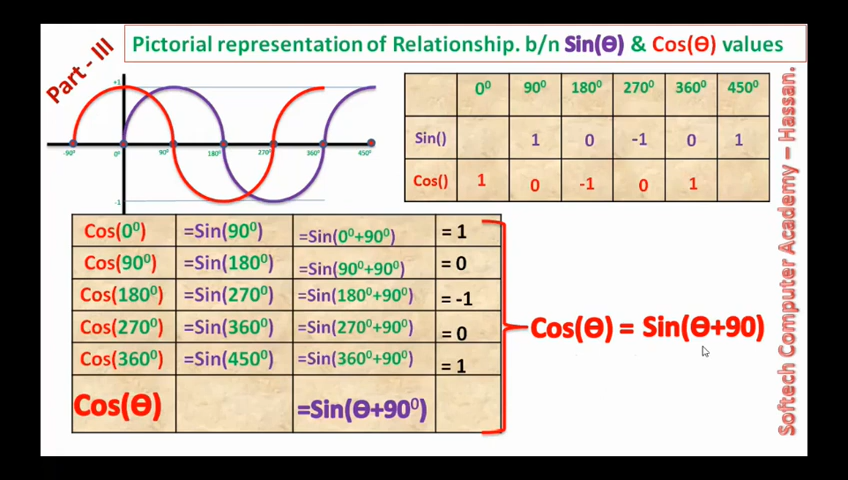 Part - III
Pictorial representation of Relationship. b/n Sin(Ө) & Cos(Ө) values
+1
-90⁰ 0⁰ 90⁰ 180⁰ 270⁰ 360⁰ 450⁰
-1
0⁰ 90⁰ 180⁰ 270⁰ 360⁰ 450⁰
Sin() 1 0 -1 0 1
Cos() 1 0 -1 0 1
Cos(0⁰) =Sin(90⁰) =Sin(0⁰+90⁰) = 1
Cos(90⁰) =Sin(180⁰) =Sin(90⁰+90⁰) = 0
Cos(180⁰) =Sin(270⁰) =Sin(180⁰+90⁰) = -1
Cos(270⁰) =Sin(360⁰) =Sin(270⁰+90⁰) = 0
Cos(360⁰) =Sin(450⁰) =Sin(360⁰+90⁰) = 1
Cos(Ө) =Sin(Ө+90⁰)
Cos(Ө) = Sin(Ө+90)
Softech Computer Academy – Hassan.